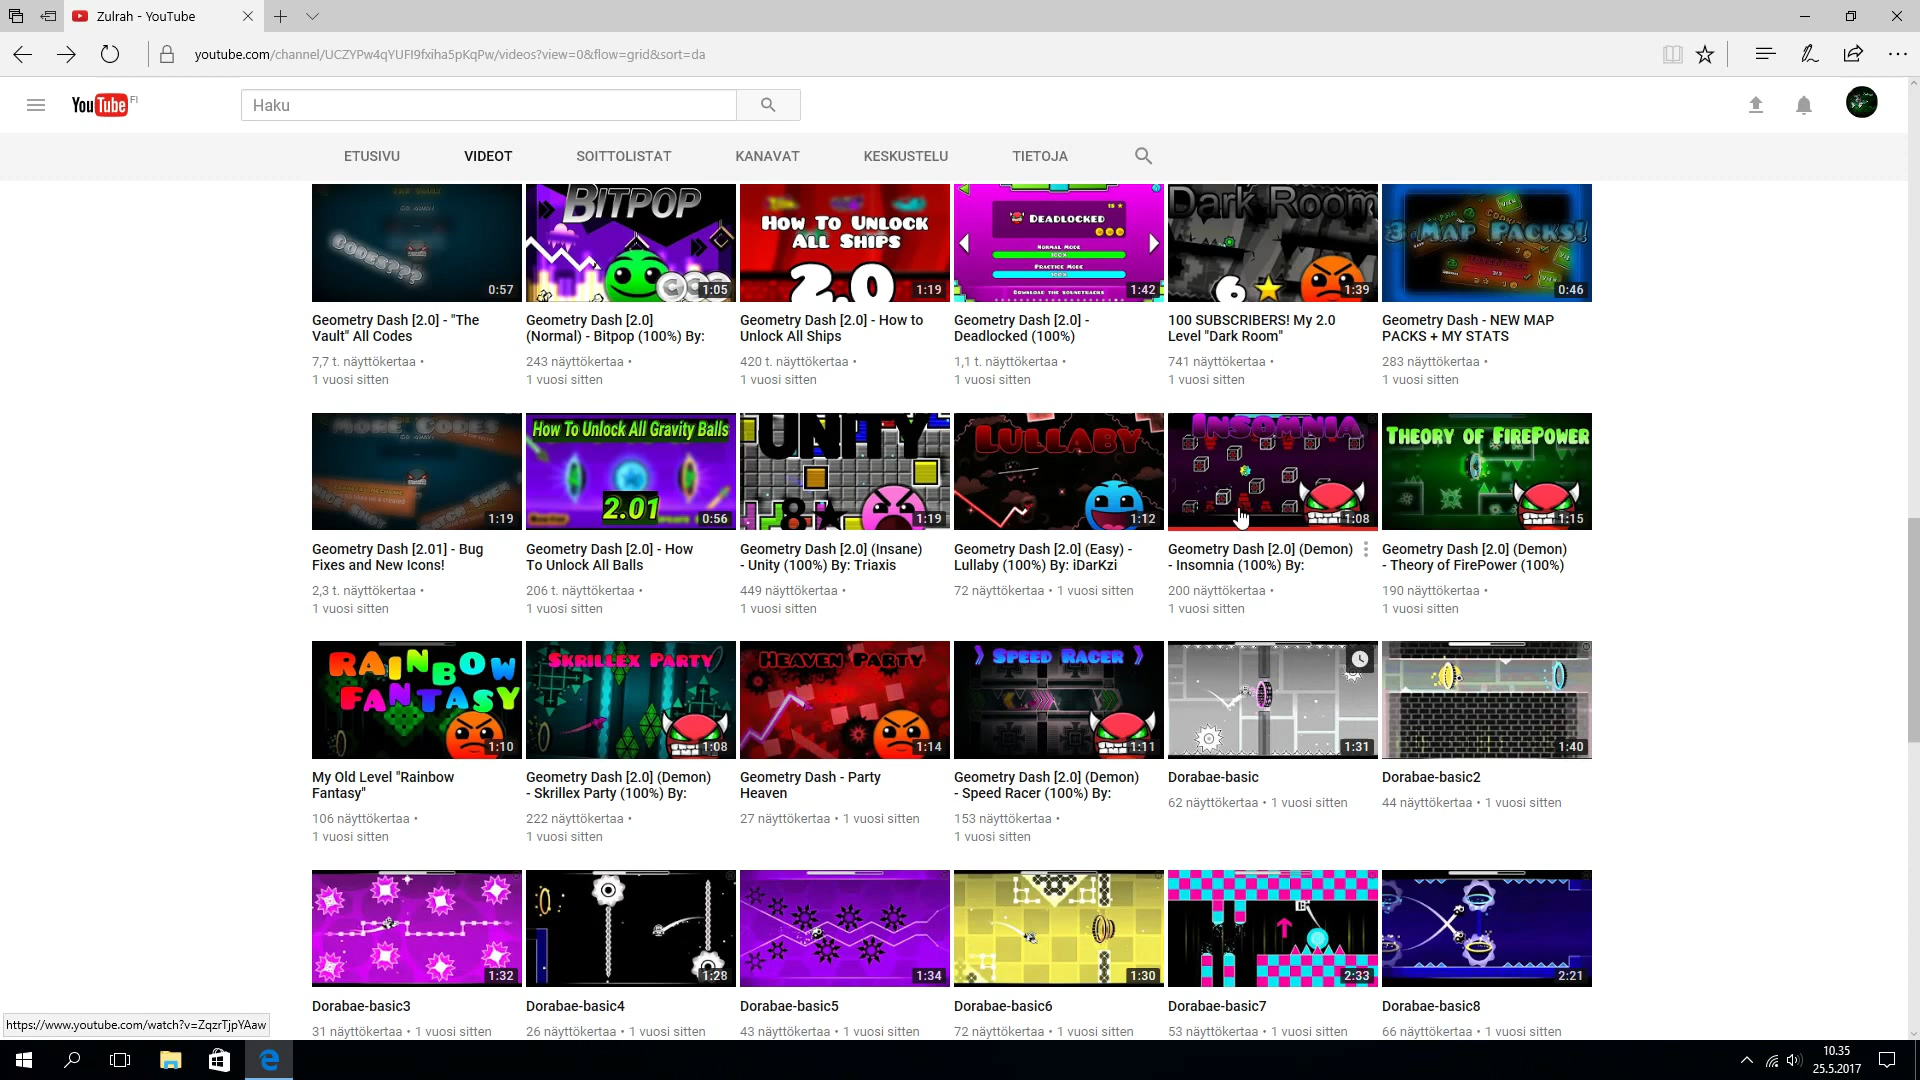 Zulrah - YouTube
youtube.com/channel/UCZYPw4qYUFI9fxiha5pKqPw/videos?view=0&flow=grid&sort=da
YouTube FI
Haku
ETUSIVU VIDEOT SOITTOLISTAT KANAVAT KESKUSTELU TIETOJA
CODES???
0:57
BITPOP
1:05
HOW TO UNLOCK
ALL SHIPS
2.0
1:19
DEADLOCKED
NORMAL MODE
100%
PRACTICE MODE
100%
DOWNLOAD THE SOUNDTRACKS
1:42
Dark Room
6
1:39
3 MAP PACKS!
0:46
Geometry Dash [2.0] - "The
Vault" All Codes
7,7 t. näyttökertaa •
1 vuosi sitten
Geometry Dash [2.0]
(Normal) - Bitpop (100%) By:
243 näyttökertaa •
1 vuosi sitten
Geometry Dash [2.0] - How to
Unlock All Ships
420 t. näyttökertaa •
1 vuosi sitten
Geometry Dash [2.0] -
Deadlocked (100%)
1,1 t. näyttökertaa •
1 vuosi sitten
100 SUBSCRIBERS! My 2.0
Level "Dark Room"
741 näyttökertaa •
1 vuosi sitten
Geometry Dash - NEW MAP
PACKS + MY STATS
283 näyttökertaa •
1 vuosi sitten
MORE CODES
1:19
How To Unlock All Gravity Balls
2.01
0:56
UNITY
8
1:19
LULLABY
1:12
INSOMNIA
1:08
THEORY OF FIREPOWER
1:15
Geometry Dash [2.01] - Bug
Fixes and New Icons!
2,3 t. näyttökertaa •
1 vuosi sitten
Geometry Dash [2.0] - How
To Unlock All Balls
206 t. näyttökertaa •
1 vuosi sitten
Geometry Dash [2.0] (Insane)
- Unity (100%) By: Triaxis
449 näyttökertaa •
1 vuosi sitten
Geometry Dash [2.0] (Easy) -
Lullaby (100%) By: iDarKzi
72 näyttökertaa • 1 vuosi sitten
Geometry Dash [2.0] (Demon)
- Insomnia (100%) By:
200 näyttökertaa •
1 vuosi sitten
Geometry Dash [2.0] (Demon)
- Theory of FirePower (100%)
190 näyttökertaa •
1 vuosi sitten
RAINBOW
FANTASY
1:10
SKRILLEX PARTY
1:08
HEAVEN PARTY
1:14
SPEED RACER
1:11
1:31
1:40
My Old Level "Rainbow
Fantasy"
106 näyttökertaa •
1 vuosi sitten
Geometry Dash [2.0] (Demon)
- Skrillex Party (100%) By:
222 näyttökertaa •
1 vuosi sitten
Geometry Dash - Party
Heaven
27 näyttökertaa • 1 vuosi sitten
Geometry Dash [2.0] (Demon)
- Speed Racer (100%) By:
153 näyttökertaa •
1 vuosi sitten
Dorabae-basic
62 näyttökertaa • 1 vuosi sitten
Dorabae-basic2
44 näyttökertaa • 1 vuosi sitten
1:32
1:28
1:34
1:30
2:33
2:21
Dorabae-basic3
31 näyttökertaa • 1 vuosi sitten
Dorabae-basic4
26 näyttökertaa • 1 vuosi sitten
Dorabae-basic5
43 näyttökertaa • 1 vuosi sitten
Dorabae-basic6
72 näyttökertaa • 1 vuosi sitten
Dorabae-basic7
53 näyttökertaa • 1 vuosi sitten
Dorabae-basic8
66 näyttökertaa • 1 vuosi sitten
https://www.youtube.com/watch?v=ZqzrTjpYAaw
10.35
25.5.2017